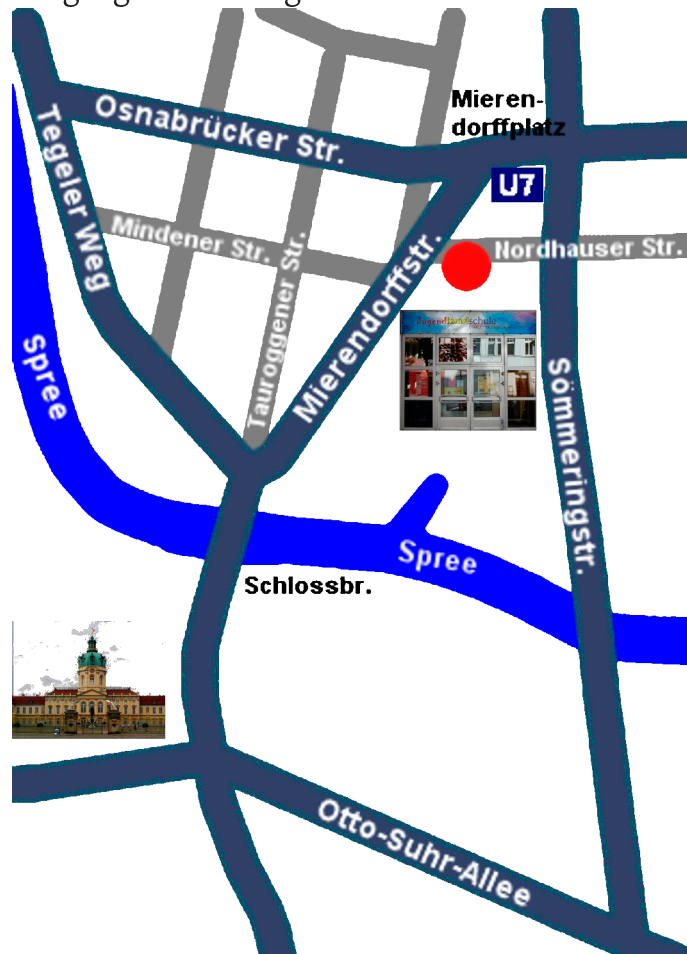 Mieren-
dorffplatz
Osnabrücker Str.
U7
Tegeler Weg
Mindener Str.
Nordhauser Str.
Tauroggener Str.
Mierendorffstr.
Spree
Sömmeringstr.
Spree
Schlossbr.
Otto-Suhr-Allee